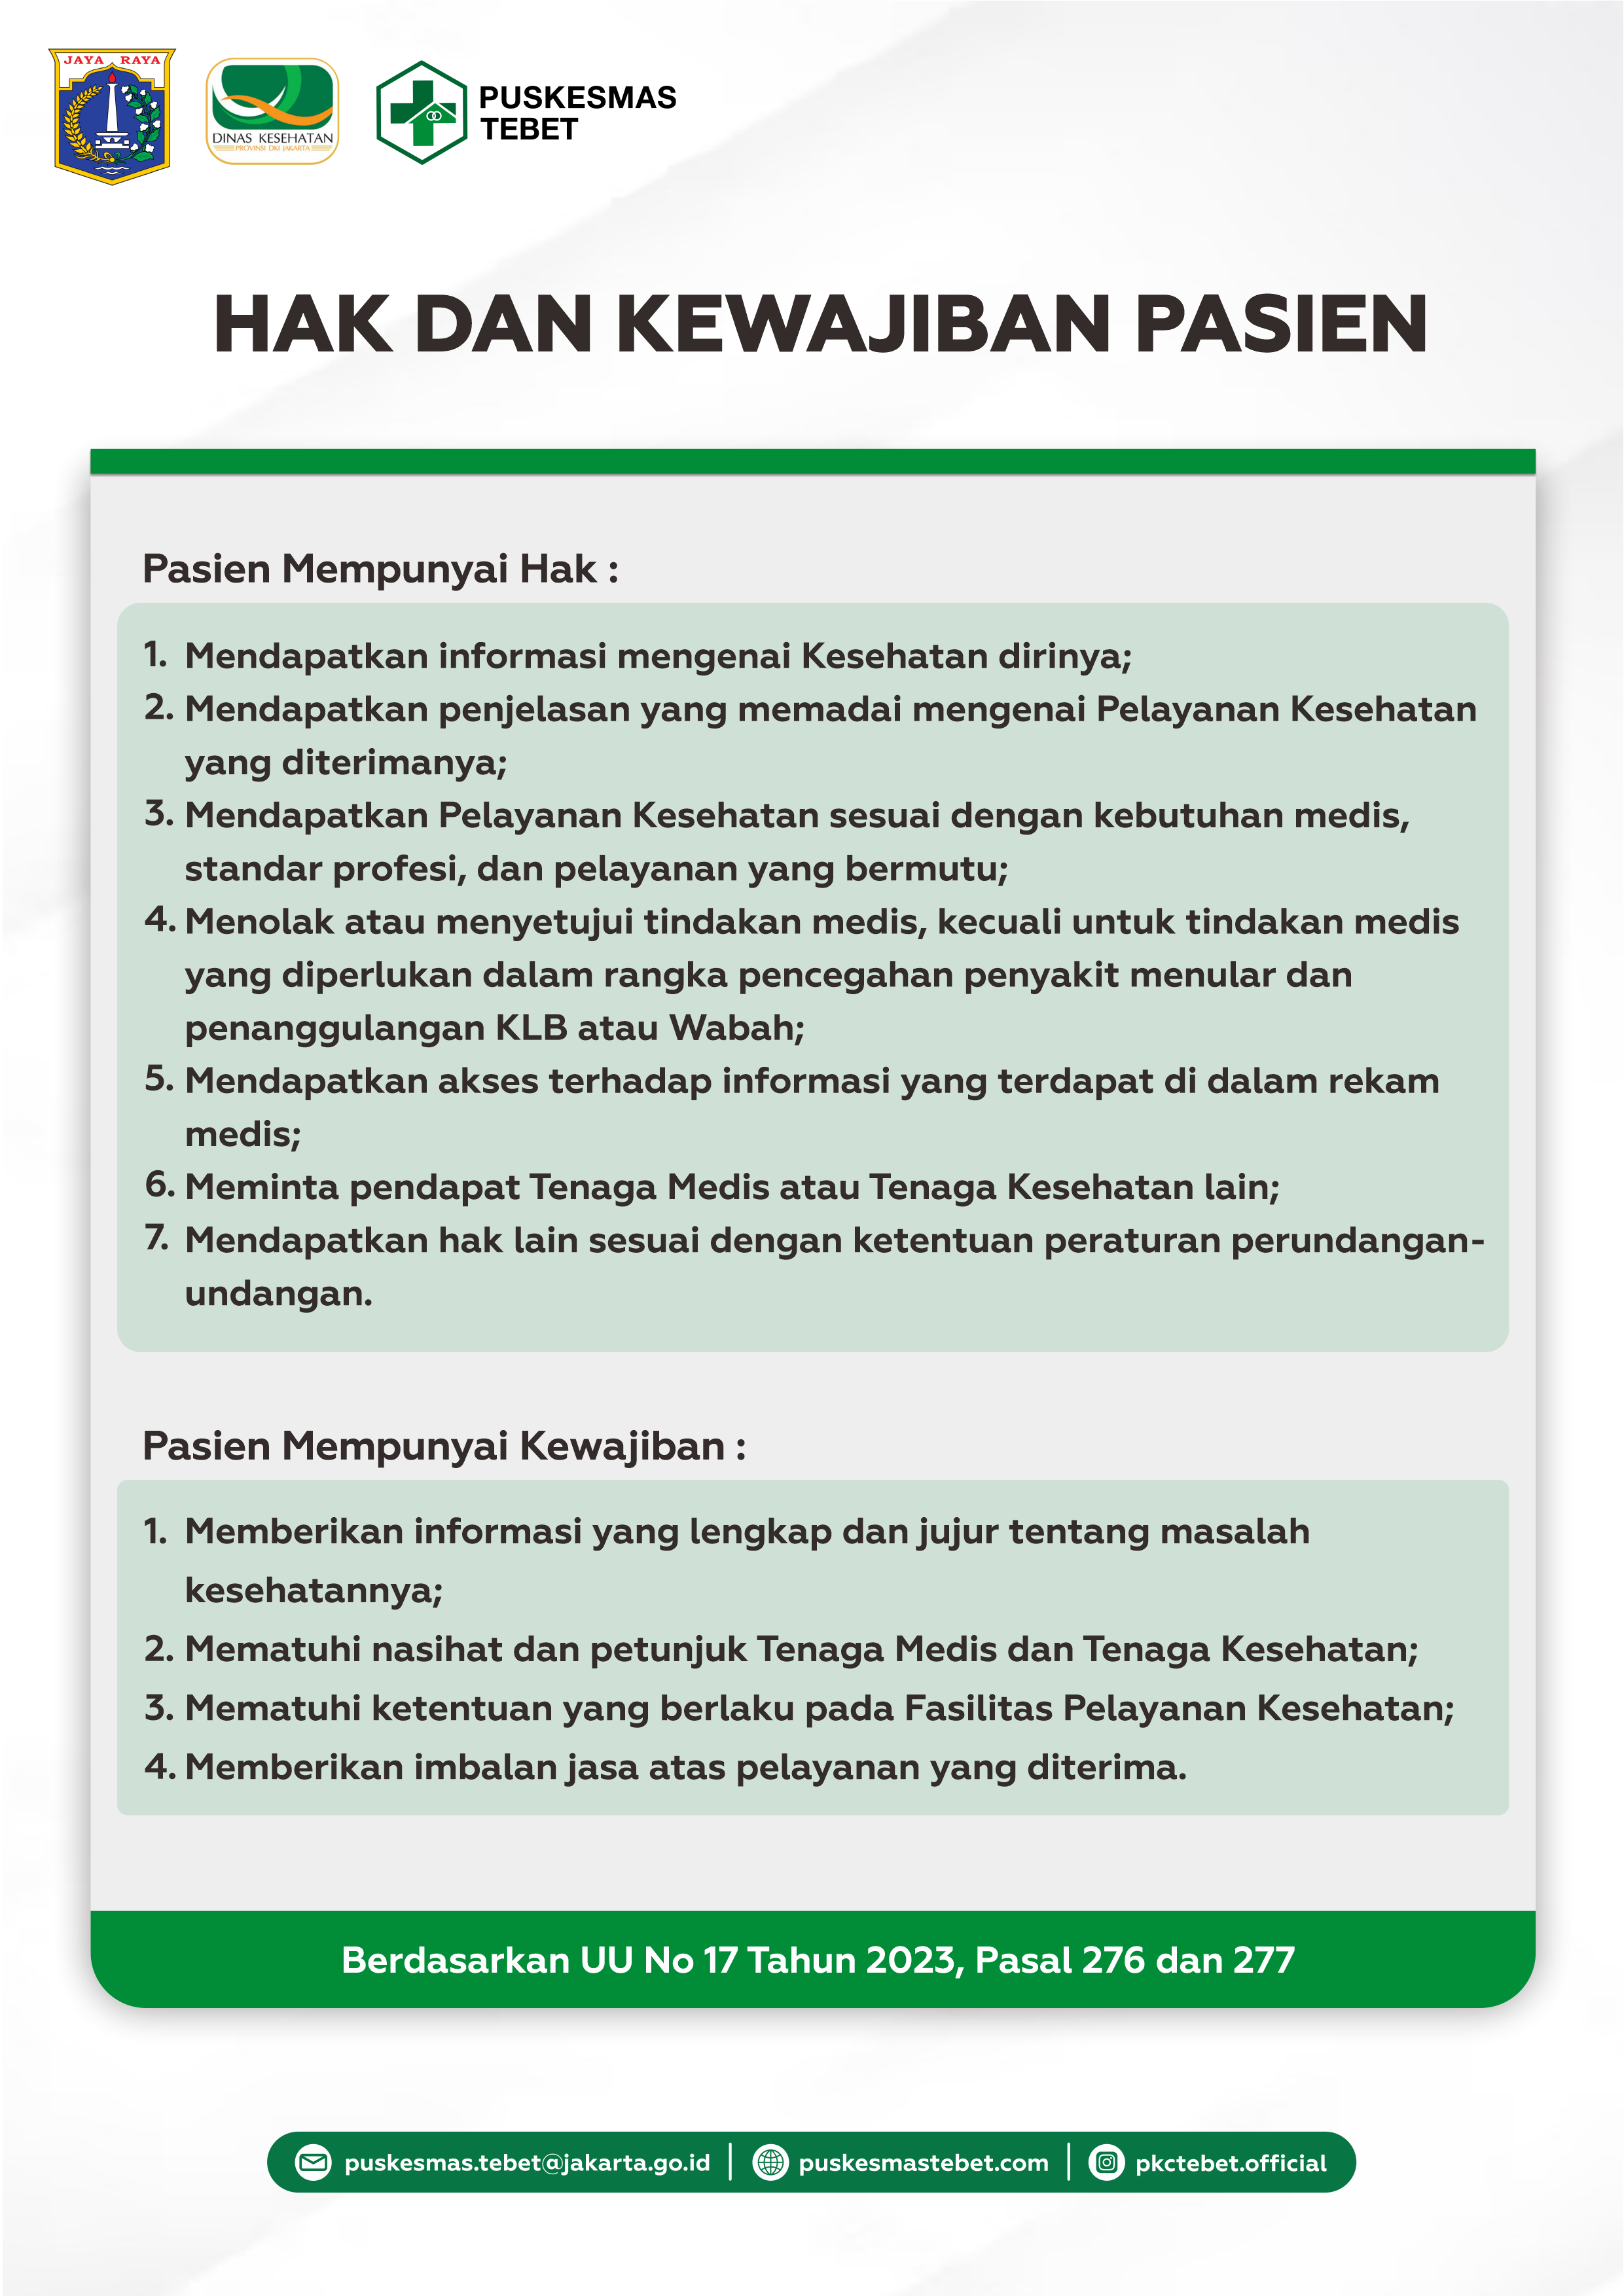 JAYA RAYA
DINAS KESEHATAN
PROVINSI DKI JAKARTA
PUSKESMAS
TEBET
HAK DAN KEWAJIBAN PASIEN
Pasien Mempunyai Hak :
1. Mendapatkan informasi mengenai Kesehatan dirinya;
2. Mendapatkan penjelasan yang memadai mengenai Pelayanan Kesehatan
yang diterimanya;
3. Mendapatkan Pelayanan Kesehatan sesuai dengan kebutuhan medis,
standar profesi, dan pelayanan yang bermutu;
4. Menolak atau menyetujui tindakan medis, kecuali untuk tindakan medis
yang diperlukan dalam rangka pencegahan penyakit menular dan
penanggulangan KLB atau Wabah;
5. Mendapatkan akses terhadap informasi yang terdapat di dalam rekam
medis;
6. Meminta pendapat Tenaga Medis atau Tenaga Kesehatan lain;
7. Mendapatkan hak lain sesuai dengan ketentuan peraturan perundangan-
undangan.
Pasien Mempunyai Kewajiban :
1. Memberikan informasi yang lengkap dan jujur tentang masalah
kesehatannya;
2. Mematuhi nasihat dan petunjuk Tenaga Medis dan Tenaga Kesehatan;
3. Mematuhi ketentuan yang berlaku pada Fasilitas Pelayanan Kesehatan;
4. Memberikan imbalan jasa atas pelayanan yang diterima.
Berdasarkan UU No 17 Tahun 2023, Pasal 276 dan 277
puskesmas.tebet@jakarta.go.id | puskesmastebet.com | pkctebet.official